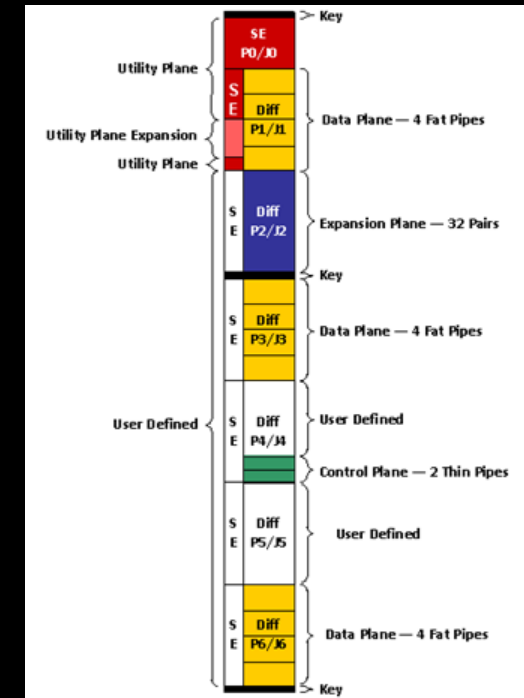 Key
SE
P0/J0
Utility Plane
S
E
Diff
P1/J1
Data Plane — 4 Fat Pipes
Utility Plane Expansion
Utility Plane
S
E
Diff
P2/J2
Expansion Plane — 32 Pairs
Key
S
E
Diff
P3/J3
Data Plane — 4 Fat Pipes
User Defined
S
E
Diff
P4/J4
User Defined
Control Plane — 2 Thin Pipes
S
E
Diff
P5/J5
User Defined
S
E
Diff
P6/J6
Data Plane — 4 Fat Pipes
Key